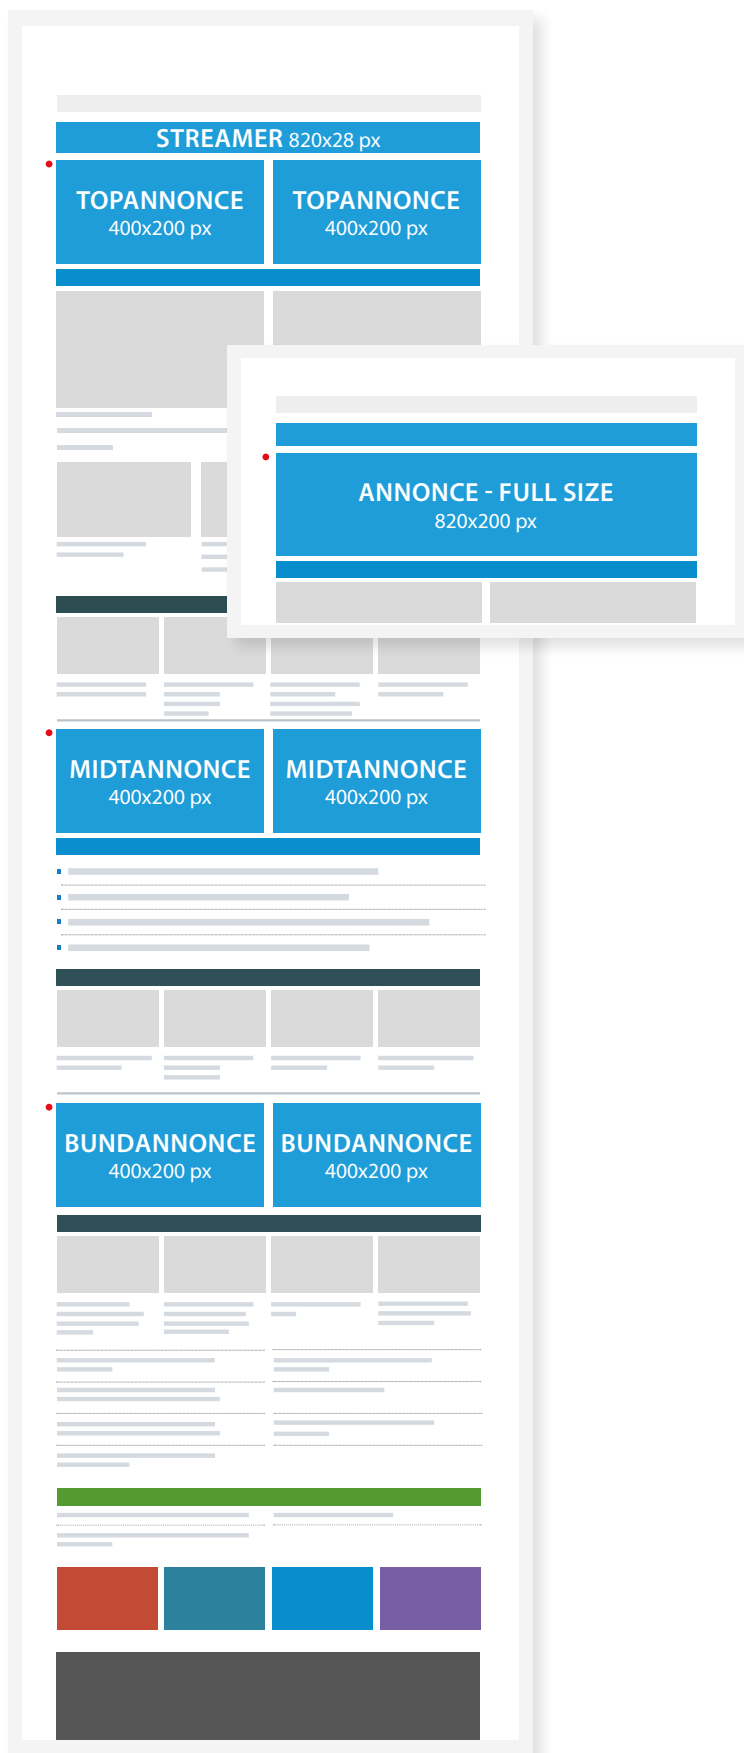 STREAMER 820x28 px
TOPANNONCE
400x200 px
TOPANNONCE
400x200 px
ANNONCE - FULL SIZE
820x200 px
MIDTANNONCE
400x200 px
MIDTANNONCE
400x200 px
BUNDANNONCE
400x200 px
BUNDANNONCE
400x200 px